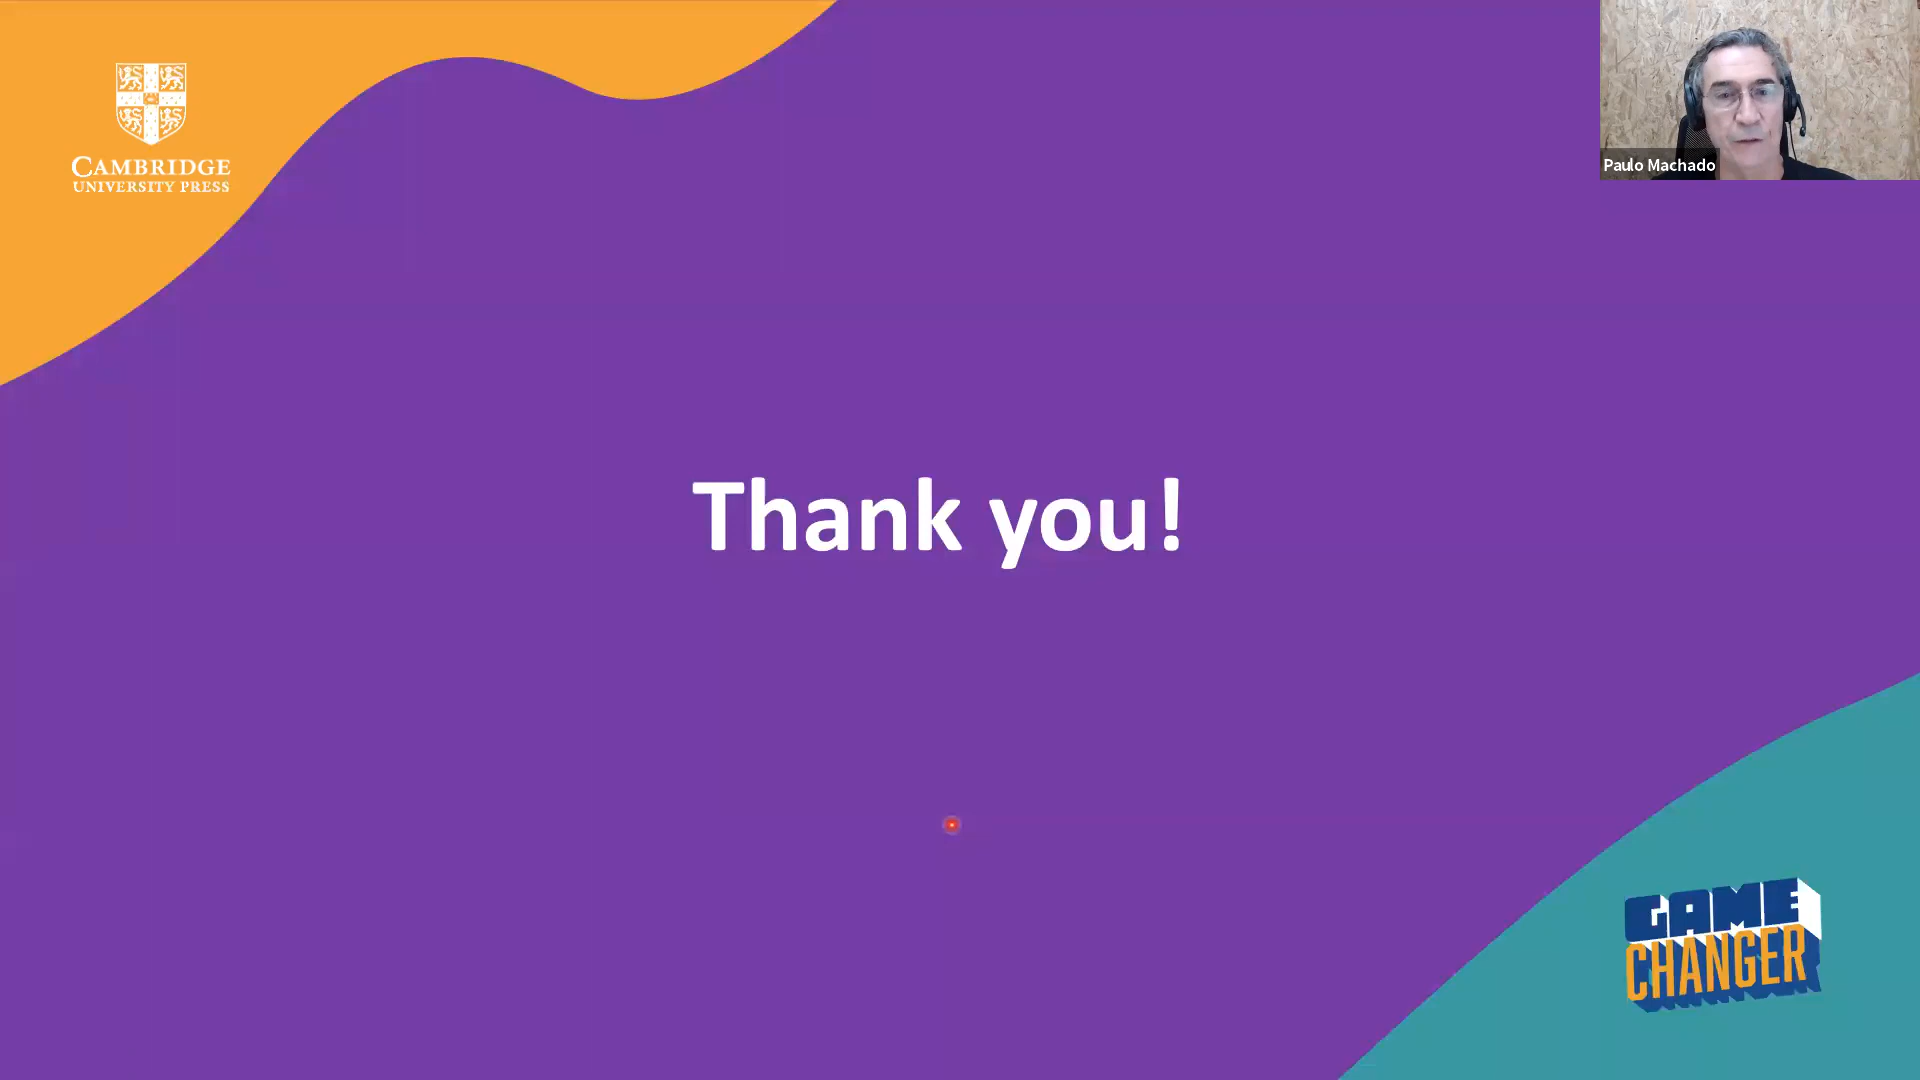 CAMBRIDGE
UNIVERSITY PRESS
Paulo Machado
Thank you!
GAME
CHANGER